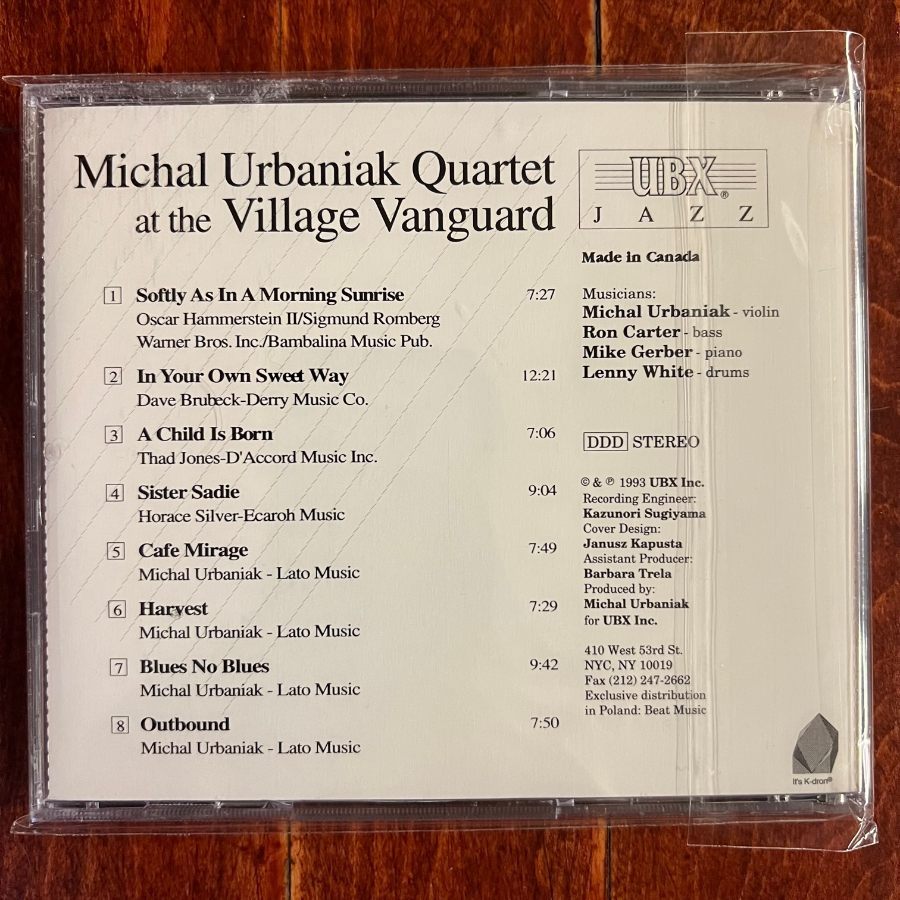 Michal Urbaniak Quartet
at the Village Vanguard
UBX®
JAZZ
Made in Canada
1 Softly As In A Morning Sunrise 7:27
Oscar Hammerstein II/Sigmund Romberg
Warner Bros. Inc./Bambalina Music Pub.
2 In Your Own Sweet Way 12:21
Dave Brubeck-Derry Music Co.
3 A Child Is Born 7:06
Thad Jones-D'Accord Music Inc.
4 Sister Sadie 9:04
Horace Silver-Ecaroh Music
5 Cafe Mirage 7:49
Michal Urbaniak - Lato Music
6 Harvest 7:29
Michal Urbaniak - Lato Music
7 Blues No Blues 9:42
Michal Urbaniak - Lato Music
8 Outbound 7:50
Michal Urbaniak - Lato Music
Musicians:
Michal Urbaniak - violin
Ron Carter - bass
Mike Gerber - piano
Lenny White - drums
DDD STEREO
© & ℗ 1993 UBX Inc.
Recording Engineer:
Kazunori Sugiyama
Cover Design:
Janusz Kapusta
Assistant Producer:
Barbara Trela
Produced by:
Michal Urbaniak
for UBX Inc.
410 West 53rd St.
NYC, NY 10019
Fax (212) 247-2662
Exclusive distribution
in Poland: Beat Music
It's K-dron®